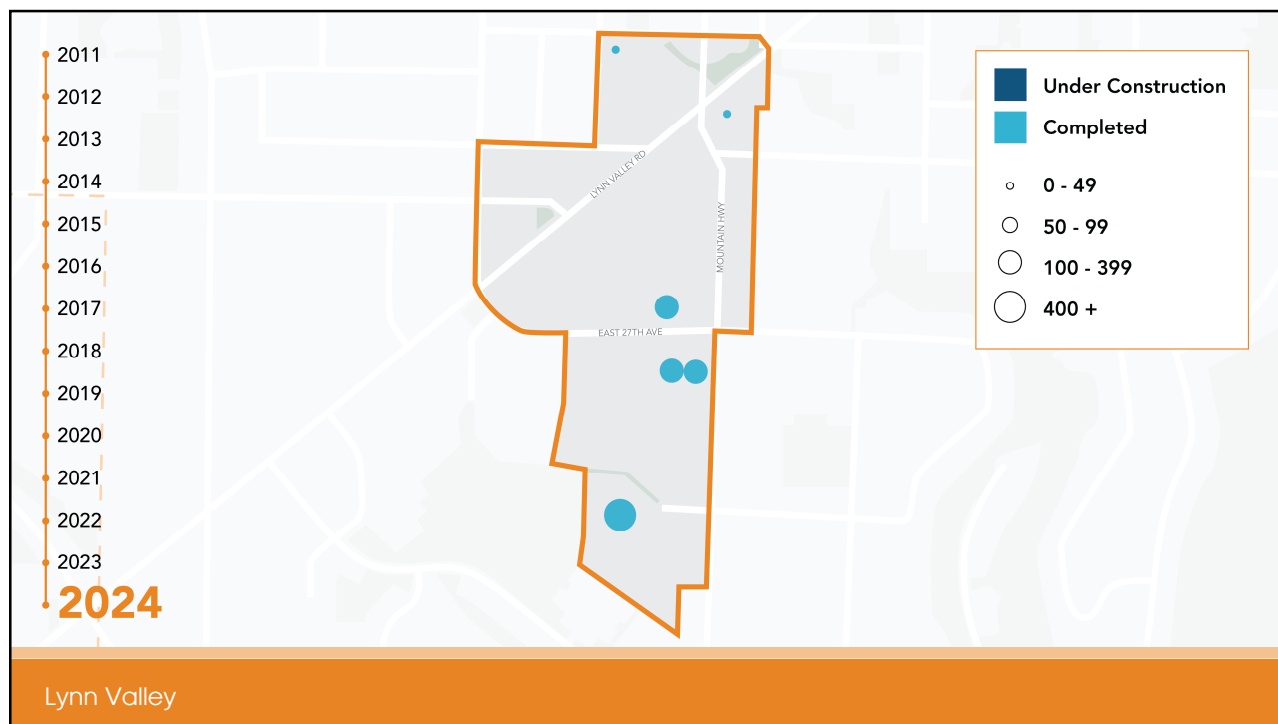 2011
2012
2013
2014
2015
2016
2017
2018
2019
2020
2021
2022
2023
2024
LYNN VALLEY RD
MOUNTAIN HWY
EAST 27TH AVE
Under Construction
Completed
0 - 49
50 - 99
100 - 399
400 +
Lynn Valley